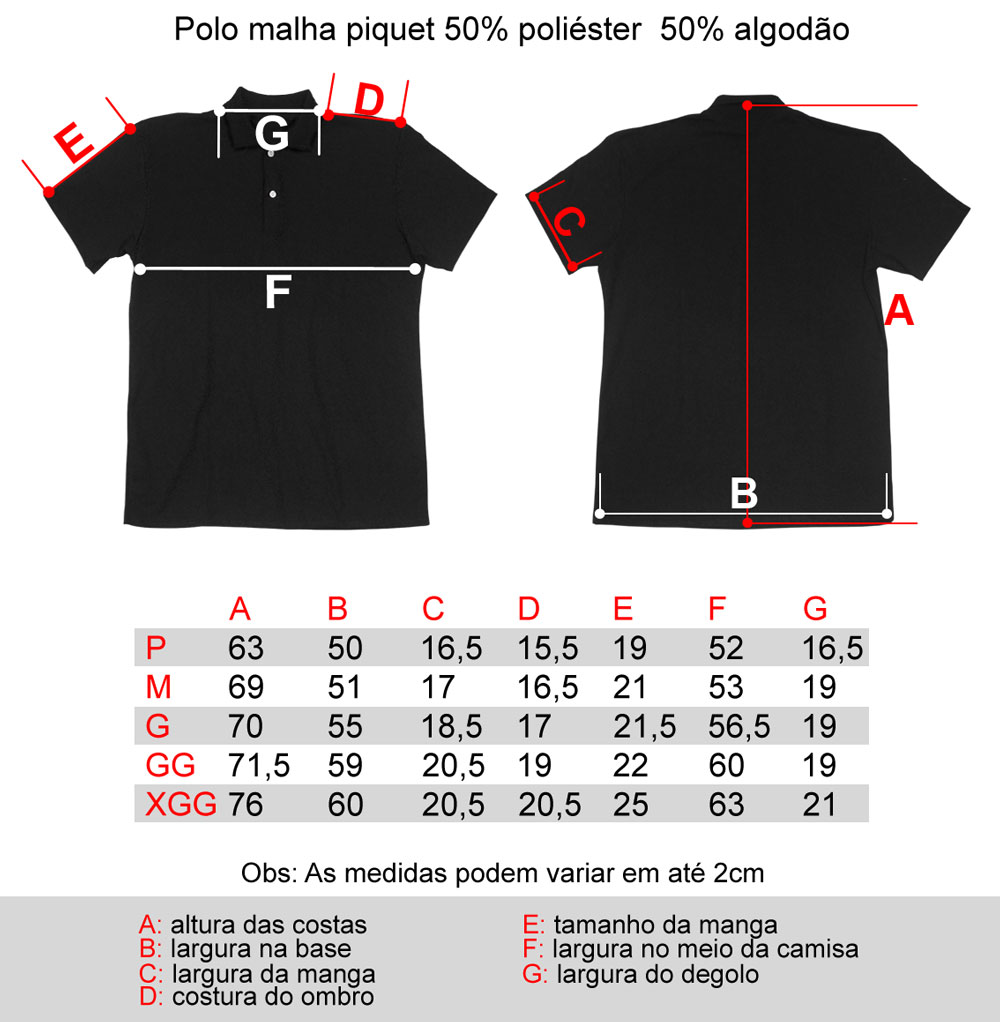 Polo malha piquet 50% poliéster 50% algodão
E
G
D
F
C
A
B
A B C D E F G
P 63 50 16,5 15,5 19 52 16,5
M 69 51 17 16,5 21 53 19
G 70 55 18,5 17 21,5 56,5 19
GG 71,5 59 20,5 19 22 60 19
XGG 76 60 20,5 20,5 25 63 21
Obs: As medidas podem variar em até 2cm
A: altura das costas
B: largura na base
C: largura da manga
D: costura do ombro
E: tamanho da manga
F: largura no meio da camisa
G: largura do degolo